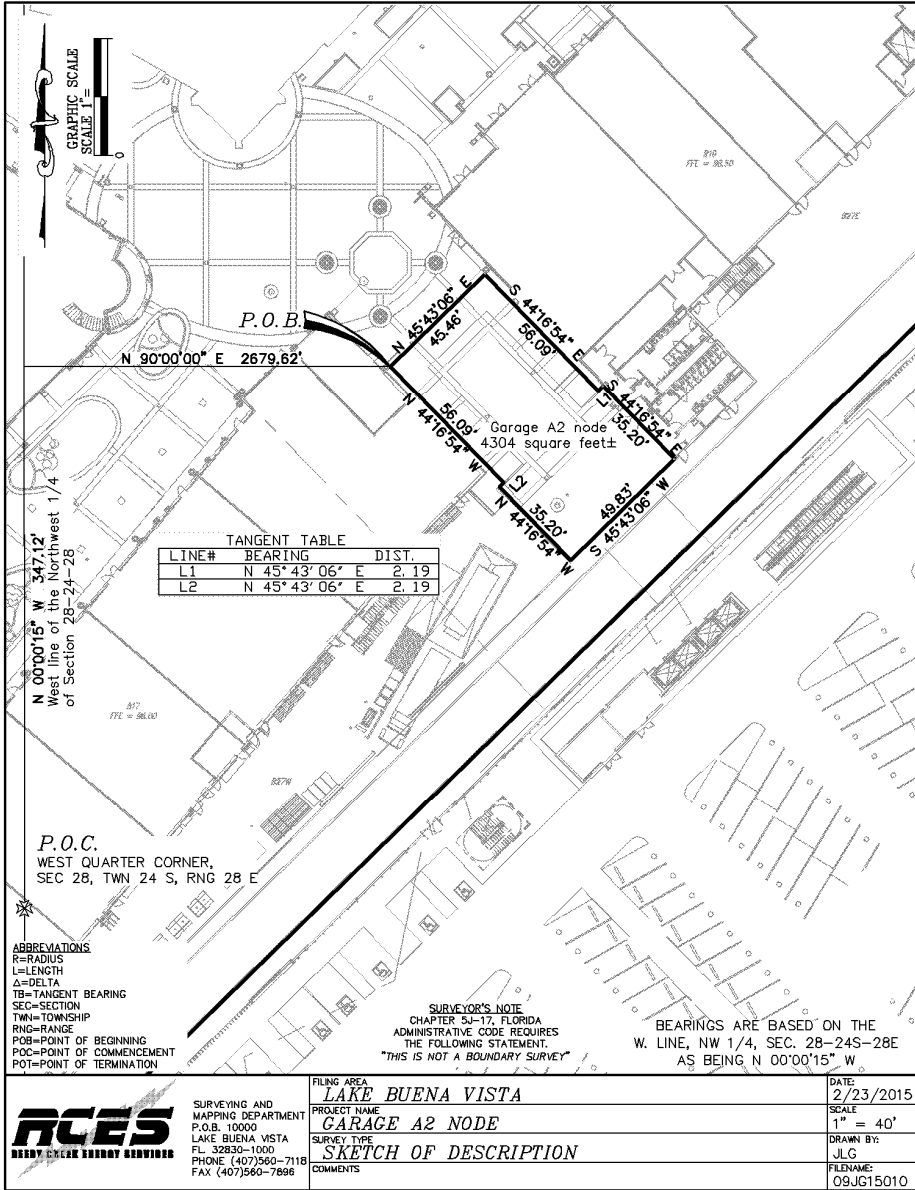 GRAPHIC SCALE
SCALE 1"=
0
B18
FFE = 98.50
B27E
P.O.B.
N 90°00'00" E 2679.62'
N 45°43'06" E
45.46'
S 44°16'54" E
56.09'
L1
S 44°16'54" E
35.20'
56.09'
N 44°16'54" W
Garage A2 node
4304 square feet±
L2
35.20'
N 44°16'54" W
49.83'
S 45°43'06" W
TANGENT TABLE
LINE# BEARING DIST.
L1 N 45°43'06" E 2.19
L2 N 45°43'06" E 2.19
N 00°00'15" W 347.12'
West line of the Northwest 1/4
of Section 28-24-28
B17
FFE = 98.00
B27W
P.O.C.
WEST QUARTER CORNER,
SEC 28, TWN 24 S, RNG 28 E
ABBREVIATIONS
R=RADIUS
L=LENGTH
Δ=DELTA
TB=TANGENT BEARING
SEC=SECTION
TWN=TOWNSHIP
RNG=RANGE
POB=POINT OF BEGINNING
POC=POINT OF COMMENCEMENT
POT=POINT OF TERMINATION
SURVEYOR'S NOTE
CHAPTER 5J-17, FLORIDA
ADMINISTRATIVE CODE REQUIRES
THE FOLLOWING STATEMENT.
"THIS IS NOT A BOUNDARY SURVEY"
BEARINGS ARE BASED ON THE
W. LINE, NW 1/4, SEC. 28-24S-28E
AS BEING N 00°00'15" W
RCES
REEDY CREEK ENERGY SERVICES
SURVEYING AND
MAPPING DEPARTMENT
P.O.B. 10000
LAKE BUENA VISTA
FL. 32830-1000
PHONE (407)560-7118
FAX (407)560-7896
FILING AREA
LAKE BUENA VISTA
PROJECT NAME
GARAGE A2 NODE
SURVEY TYPE
SKETCH OF DESCRIPTION
COMMENTS
DATE:
2/23/2015
SCALE
1" = 40'
DRAWN BY:
JLG
FILENAME:
09JG15010